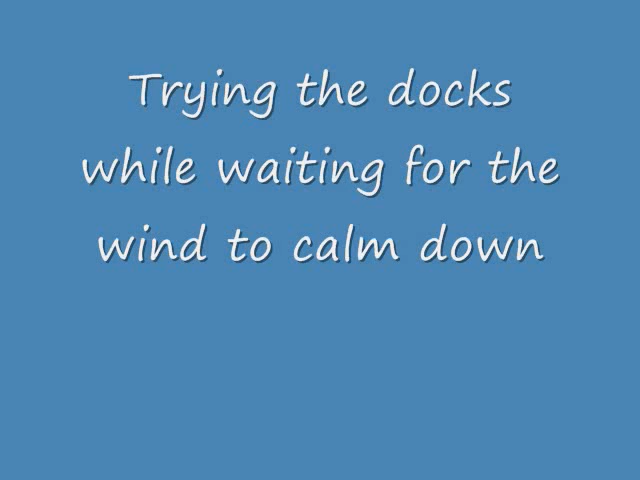 Trying the docks
while waiting for the
wind to calm down